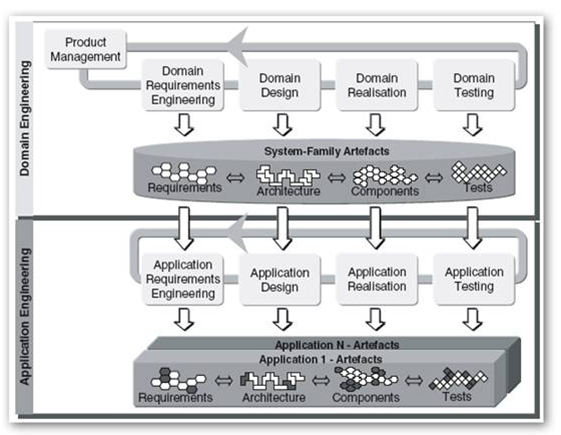 Domain Engineering
Product
Management
Domain
Requirements
Engineering
Domain
Design
Domain
Realisation
Domain
Testing
System-Family Artefacts
Requirements
Architecture
Components
Tests
Application Engineering
Application
Requirements
Engineering
Application
Design
Application
Realisation
Application
Testing
Application N - Artefacts
Application 1 - Artefacts
Requirements
Architecture
Components
Tests